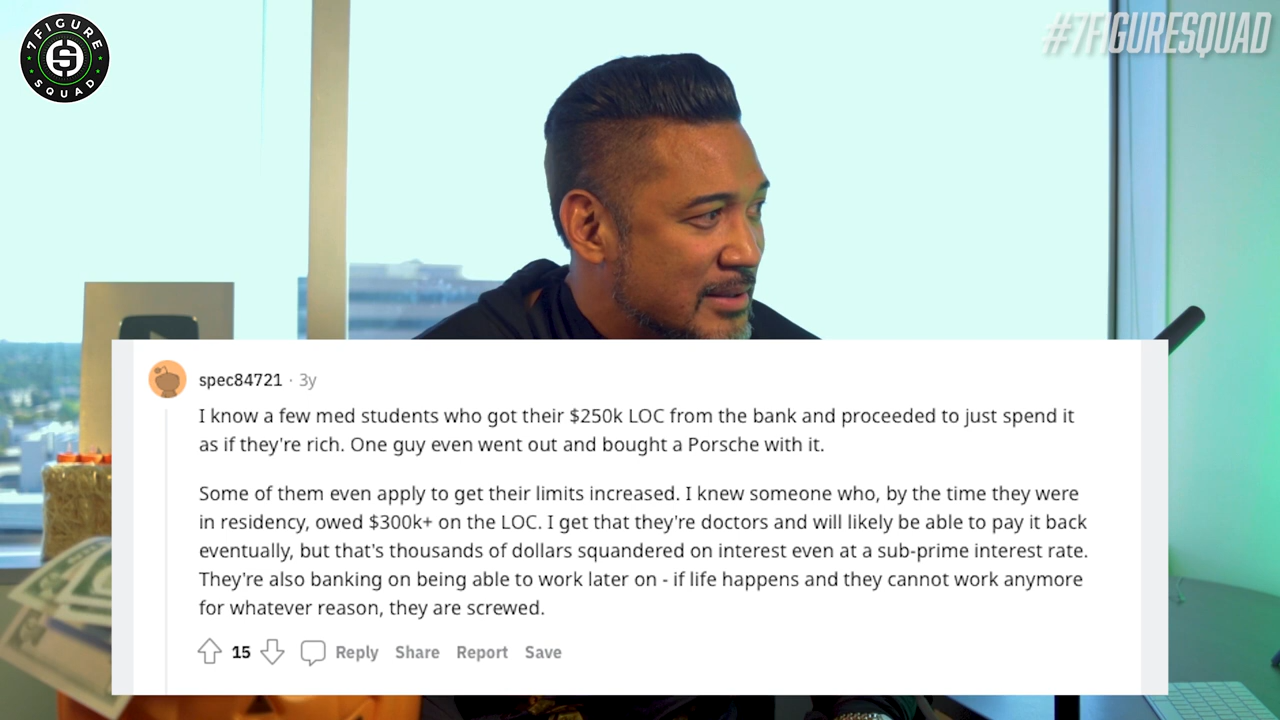 7FIGURE
SQUAD
#7FIGURESQUAD
spec84721 · 3y
I know a few med students who got their $250k LOC from the bank and proceeded to just spend it
as if they're rich. One guy even went out and bought a Porsche with it.
Some of them even apply to get their limits increased. I knew someone who, by the time they were
in residency, owed $300k+ on the LOC. I get that they're doctors and will likely be able to pay it back
eventually, but that's thousands of dollars squandered on interest even at a sub-prime interest rate.
They're also banking on being able to work later on - if life happens and they cannot work anymore
for whatever reason, they are screwed.
15 Reply Share Report Save